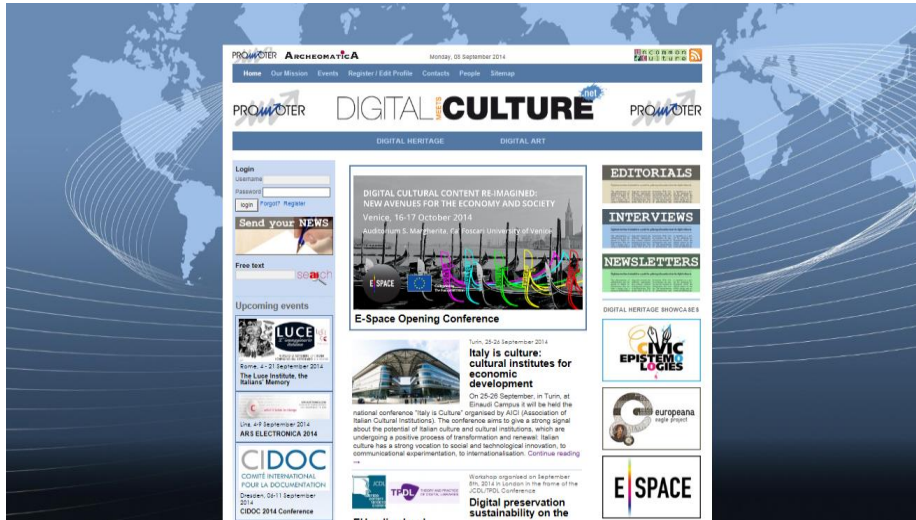 PROMOTER ARCHEOMATICA Monday, 08 September 2014 uncommon culture
Home Our Mission Events Register / Edit Profile Contacts People Sitemap
PROMOTER DIGITAL MEETS CULTURE .net PROMOTER
DIGITAL HERITAGE DIGITAL ART
Login
Username
Password
login Forgot? Register
Send your NEWS
Free text
search
Upcoming events
LUCE
Rome, 4 - 21 September 2014
The Luce Institute, the
Italians' Memory
Linz, 4-9 September 2014
ARS ELECTRONICA 2014
CIDOC
COMITÉ INTERNATIONAL
POUR LA DOCUMENTATION
Dresden, 06-11 September
2014
CIDOC 2014 Conference
DIGITAL CULTURAL CONTENT RE-IMAGINED:
NEW AVENUES FOR THE ECONOMY AND SOCIETY
Venice, 16-17 October 2014
Auditorium S. Margherita, Ca' Foscari University of Venice
E SPACE
E-Space Opening Conference
Turin, 25-26 September 2014
Italy is culture:
cultural institutes for
economic
development
On 25-26 September, in Turin, at
Einaudi Campus it will be held the
national conference "Italy is Culture" organised by AICI (Association of
Italian Cultural Institutions). The conference aims to give a strong signal
about the potential of Italian culture and cultural institutions, which are
undergoing a positive process of transformation and renewal. Italian
culture has a strong vocation to social and technological innovation, to
communicational experimentation, to internationalisation. Continue reading
→
JCDL TPDL
Workshop organised on September
8th, 2014 in London in the frame of the
JCDL/TPDL Conference
Digital preservation
sustainability on the
EDITORIALS
INTERVIEWS
NEWSLETTERS
DIGITAL HERITAGE SHOWCASES
CIVIC
EPISTEMO
LOGIES
europeana
eagle project
E SPACE